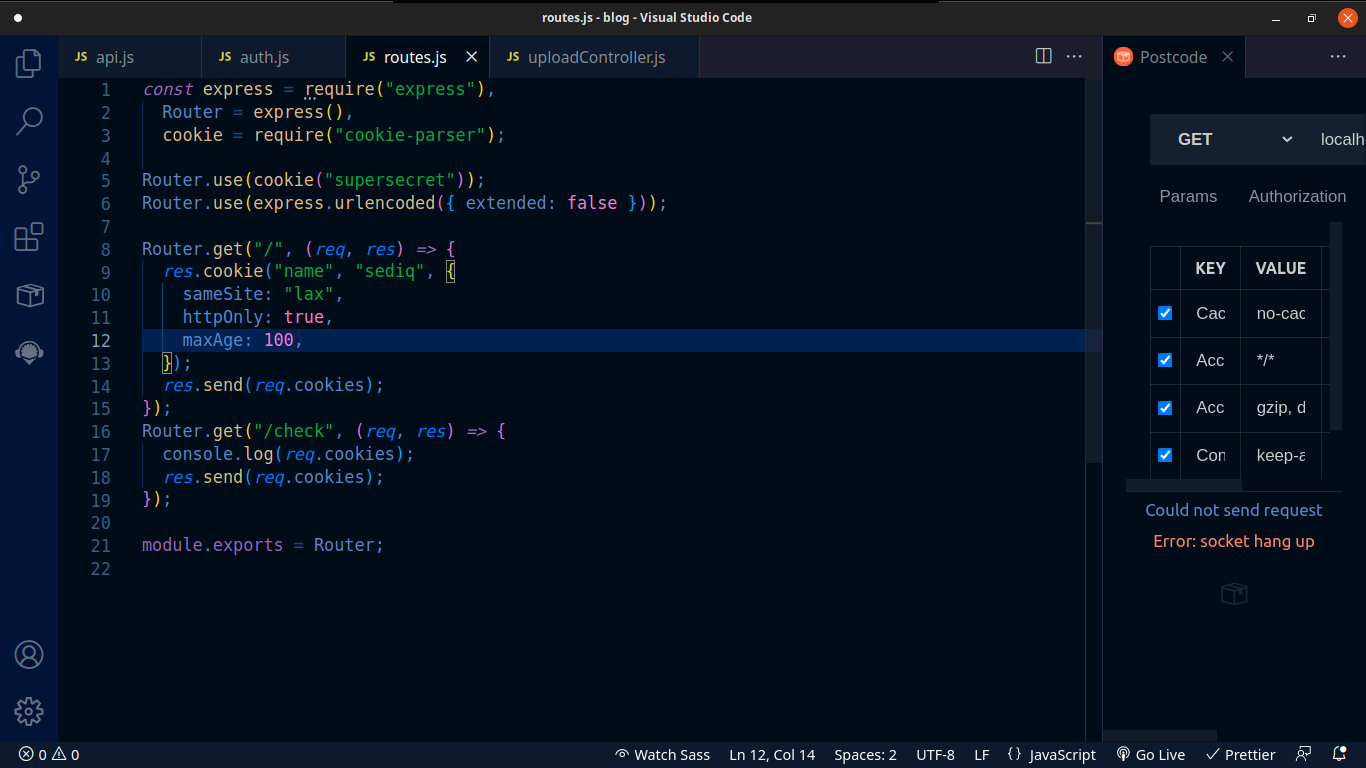 routes.js - blog - Visual Studio Code
JS api.js
JS auth.js
JS routes.js
JS uploadController.js
Postcode
1 const express = require("express"),
2   Router = express(),
3   cookie = require("cookie-parser");
4
5 Router.use(cookie("supersecret"));
6 Router.use(express.urlencoded({ extended: false }));
7
8 Router.get("/", (req, res) => {
9   res.cookie("name", "sediq", {
10     sameSite: "lax",
11     httpOnly: true,
12     maxAge: 100,
13   });
14   res.send(req.cookies);
15 });
16 Router.get("/check", (req, res) => {
17   console.log(req.cookies);
18   res.send(req.cookies);
19 });
20
21 module.exports = Router;
22
GET localh
Params Authorization
KEY VALUE
Cac no-cac
Acc */*
Acc gzip, d
Con keep-a
Could not send request
Error: socket hang up
0 0 Watch Sass Ln 12, Col 14 Spaces: 2 UTF-8 LF {} JavaScript Go Live Prettier